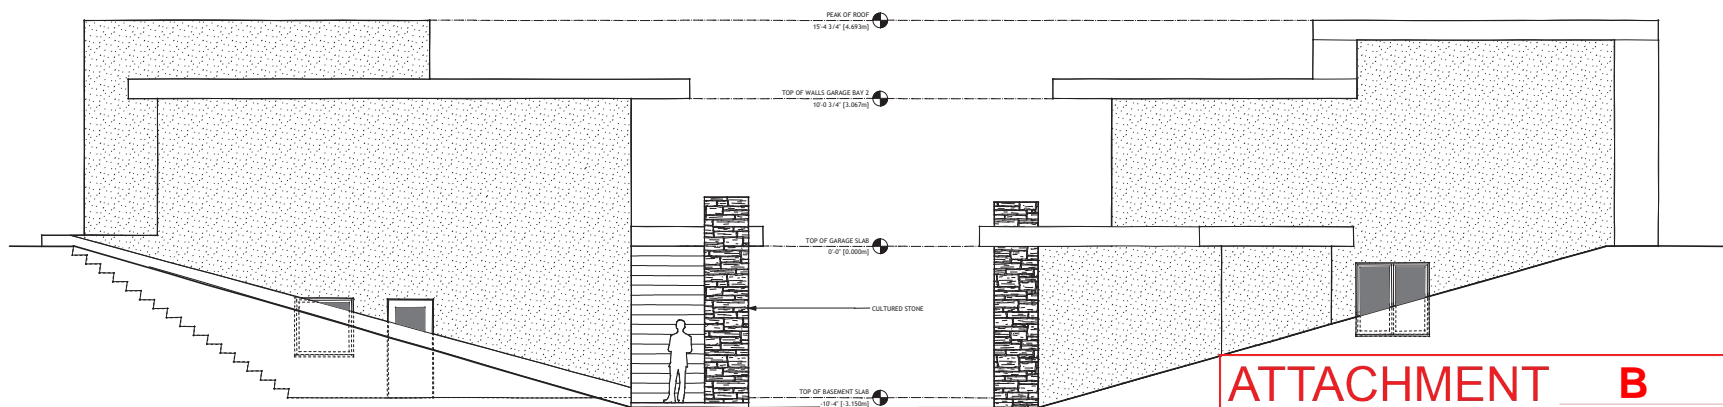 PEAK OF ROOF
15'-4 3/4" [4.693m]
TOP OF WALLS GARAGE BAY 2
10'-0 3/4" [3.067m]
TOP OF GARAGE SLAB
0'-0" [0.000m]
CULTURED STONE
TOP OF BASEMENT SLAB
-10'-4" [-3.150m]
ATTACHMENT B